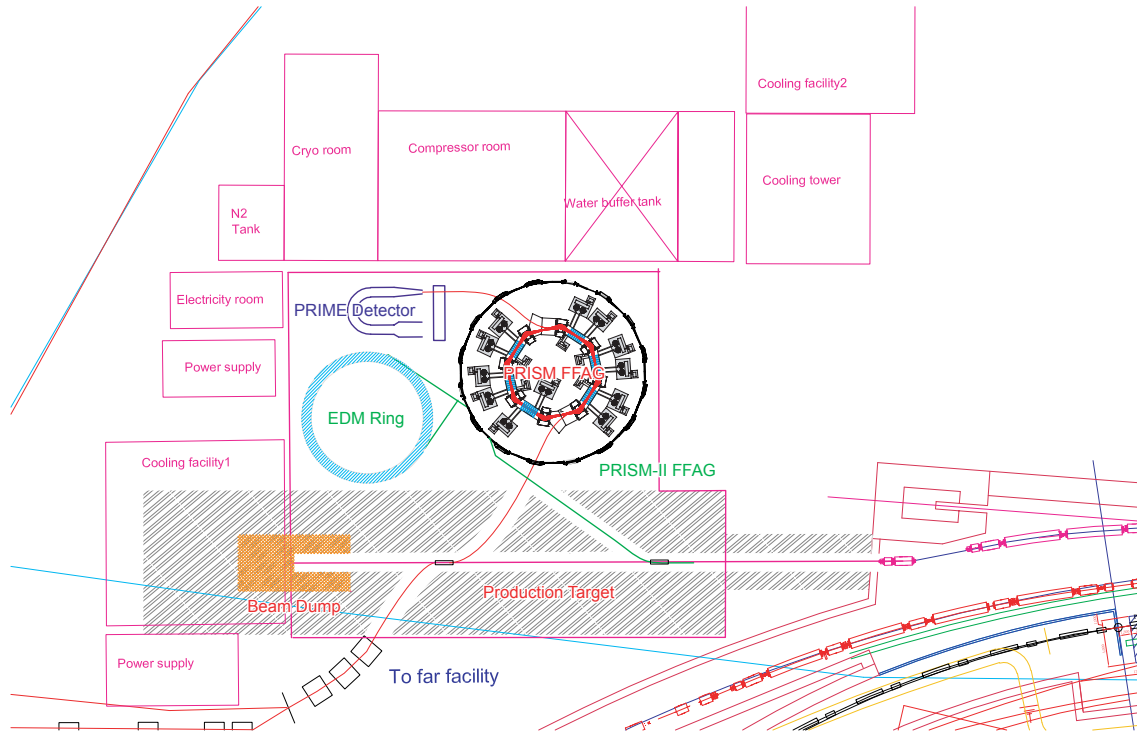 Cooling facility2
Cryo room
Compressor room
Cooling tower
Water buffer tank
N2
Tank
Electricity room
PRIME Detector
Power supply
PRISM FFAG
EDM Ring
Cooling facility1
PRISM-II FFAG
Production Target
Beam Dump
Power supply
To far facility